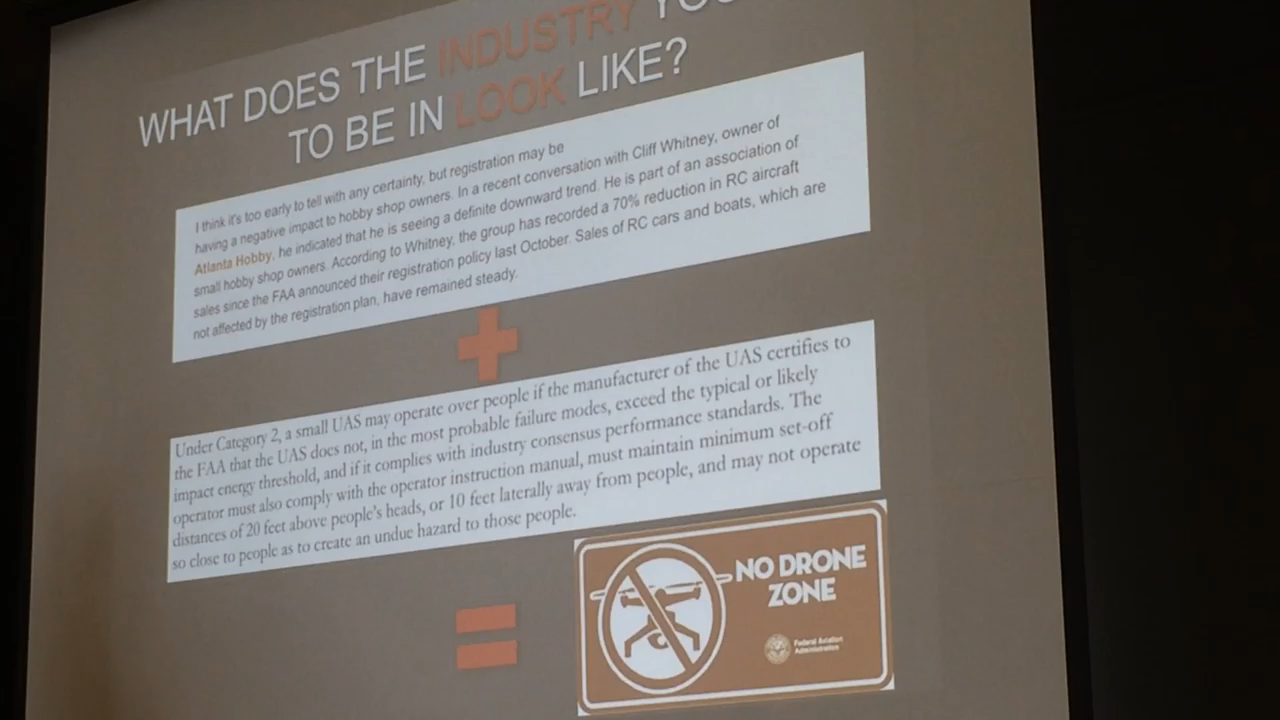 WHAT DOES THE INDUSTRY
TO BE IN LOOK LIKE?
I think it's too early to tell with any certainty, but registration may be
having a negative impact to hobby shop owners. In a recent conversation with Cliff Whitney, owner of
Atlanta Hobby, he indicated that he is seeing a definite downward trend. He is part of an association of
small hobby shop owners. According to Whitney, the group has recorded a 70% reduction in RC aircraft
sales since the FAA announced their registration policy last October. Sales of RC cars and boats, which are
not affected by the registration plan, have remained steady.
Under Category 2, a small UAS may operate over people if the manufacturer of the UAS certifies to
the FAA that the UAS does not, in the most probable failure modes, exceed the typical or likely
impact energy threshold, and if it complies with industry consensus performance standards. The
operator must also comply with the operator instruction manual, must maintain minimum set-off
distances of 20 feet above people's heads, or 10 feet laterally away from people, and may not operate
so close to people as to create an undue hazard to those people.
NO DRONE
ZONE
Federal Aviation
Administration